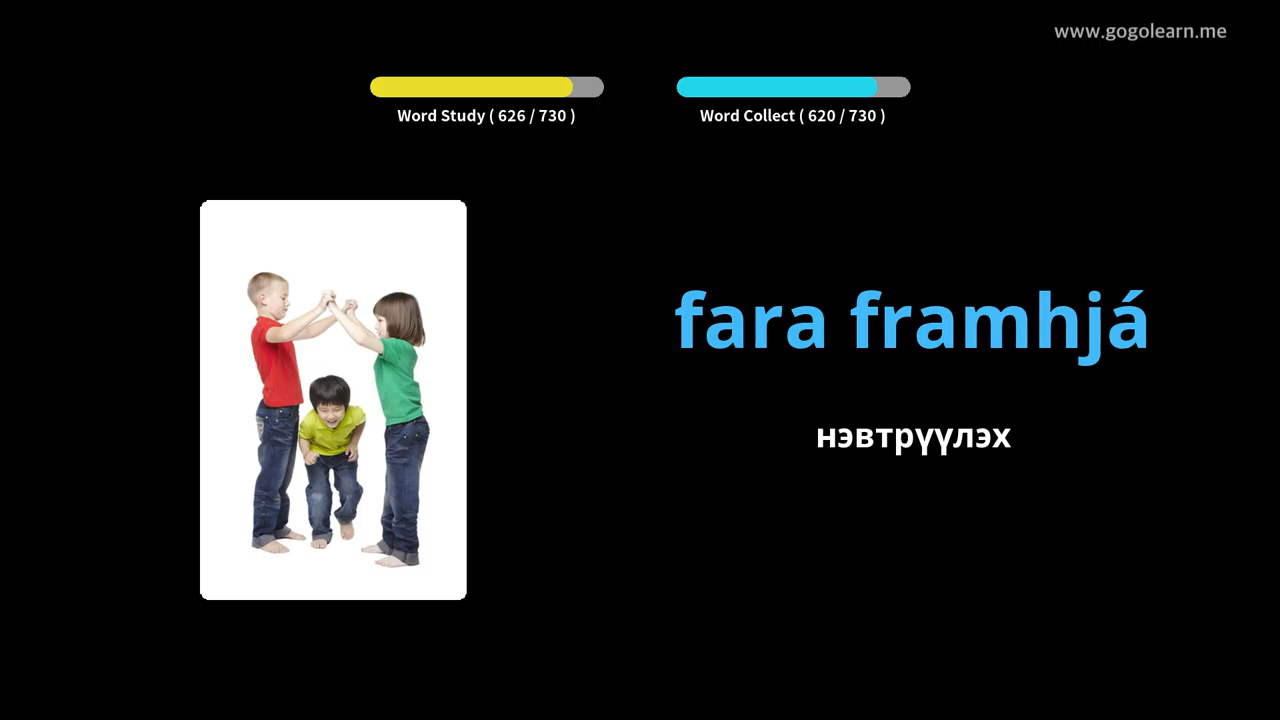 www.gogolearn.me
Word Study ( 626 / 730 )
Word Collect ( 620 / 730 )
fara framhjá
нэвтрүүлэх